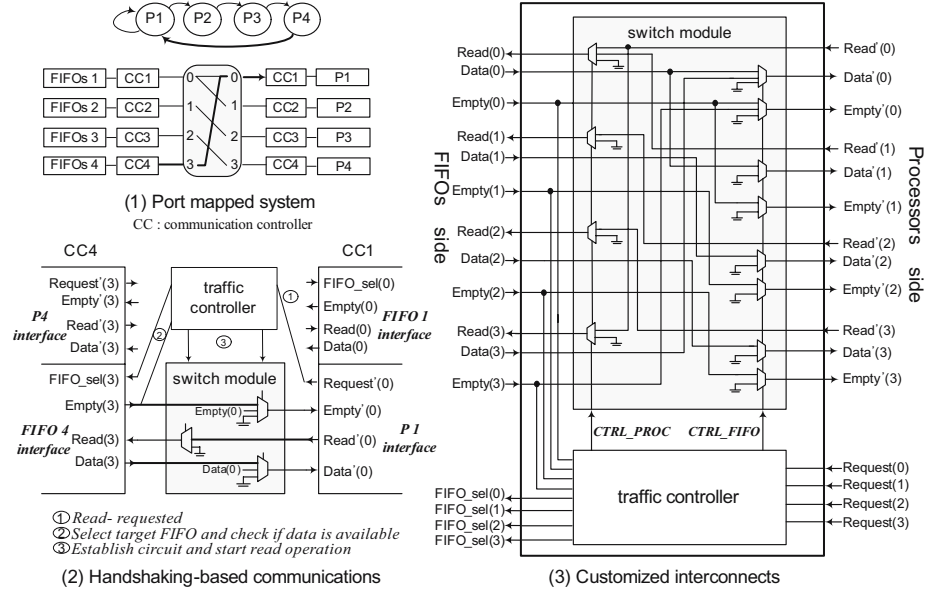 P1 P2 P3 P4
FIFOs 1 CC1 0 0 CC1 P1
FIFOs 2 CC2 1 1 CC2 P2
FIFOs 3 CC3 2 2 CC3 P3
FIFOs 4 CC4 3 3 CC4 P4
(1) Port mapped system
CC : communication controller
CC4 CC1
Request'(3)
Empty'(3)
Read'(3)
Data'(3)
P4
interface
FIFO_sel(3)
Empty(3)
Read(3)
Data(3)
FIFO 4
interface
traffic
controller
①
②
③
switch module
Empty(0)
Data(0)
FIFO_sel(0)
Empty(0)
Read(0)
Data(0)
FIFO 1
interface
Request'(0)
Empty'(0)
Read'(0)
Data'(0)
P 1
interface
①Read- requested
②Select target FIFO and check if data is available
③Establish circuit and start read operation
(2) Handshaking-based communications
switch module
Read(0)
Data(0)
Empty(0)
Read(1)
Data(1)
Empty(1)
Read(2)
Data(2)
Empty(2)
Read(3)
Data(3)
Empty(3)
FIFOs side
Read'(0)
Data'(0)
Empty'(0)
Read'(1)
Data'(1)
Empty'(1)
Read'(2)
Data'(2)
Empty'(2)
Read'(3)
Data'(3)
Empty'(3)
Processors side
CTRL_PROC CTRL_FIFO
traffic controller
FIFO_sel(0)
FIFO_sel(1)
FIFO_sel(2)
FIFO_sel(3)
Request(0)
Request(1)
Request(2)
Request(3)
(3) Customized interconnects